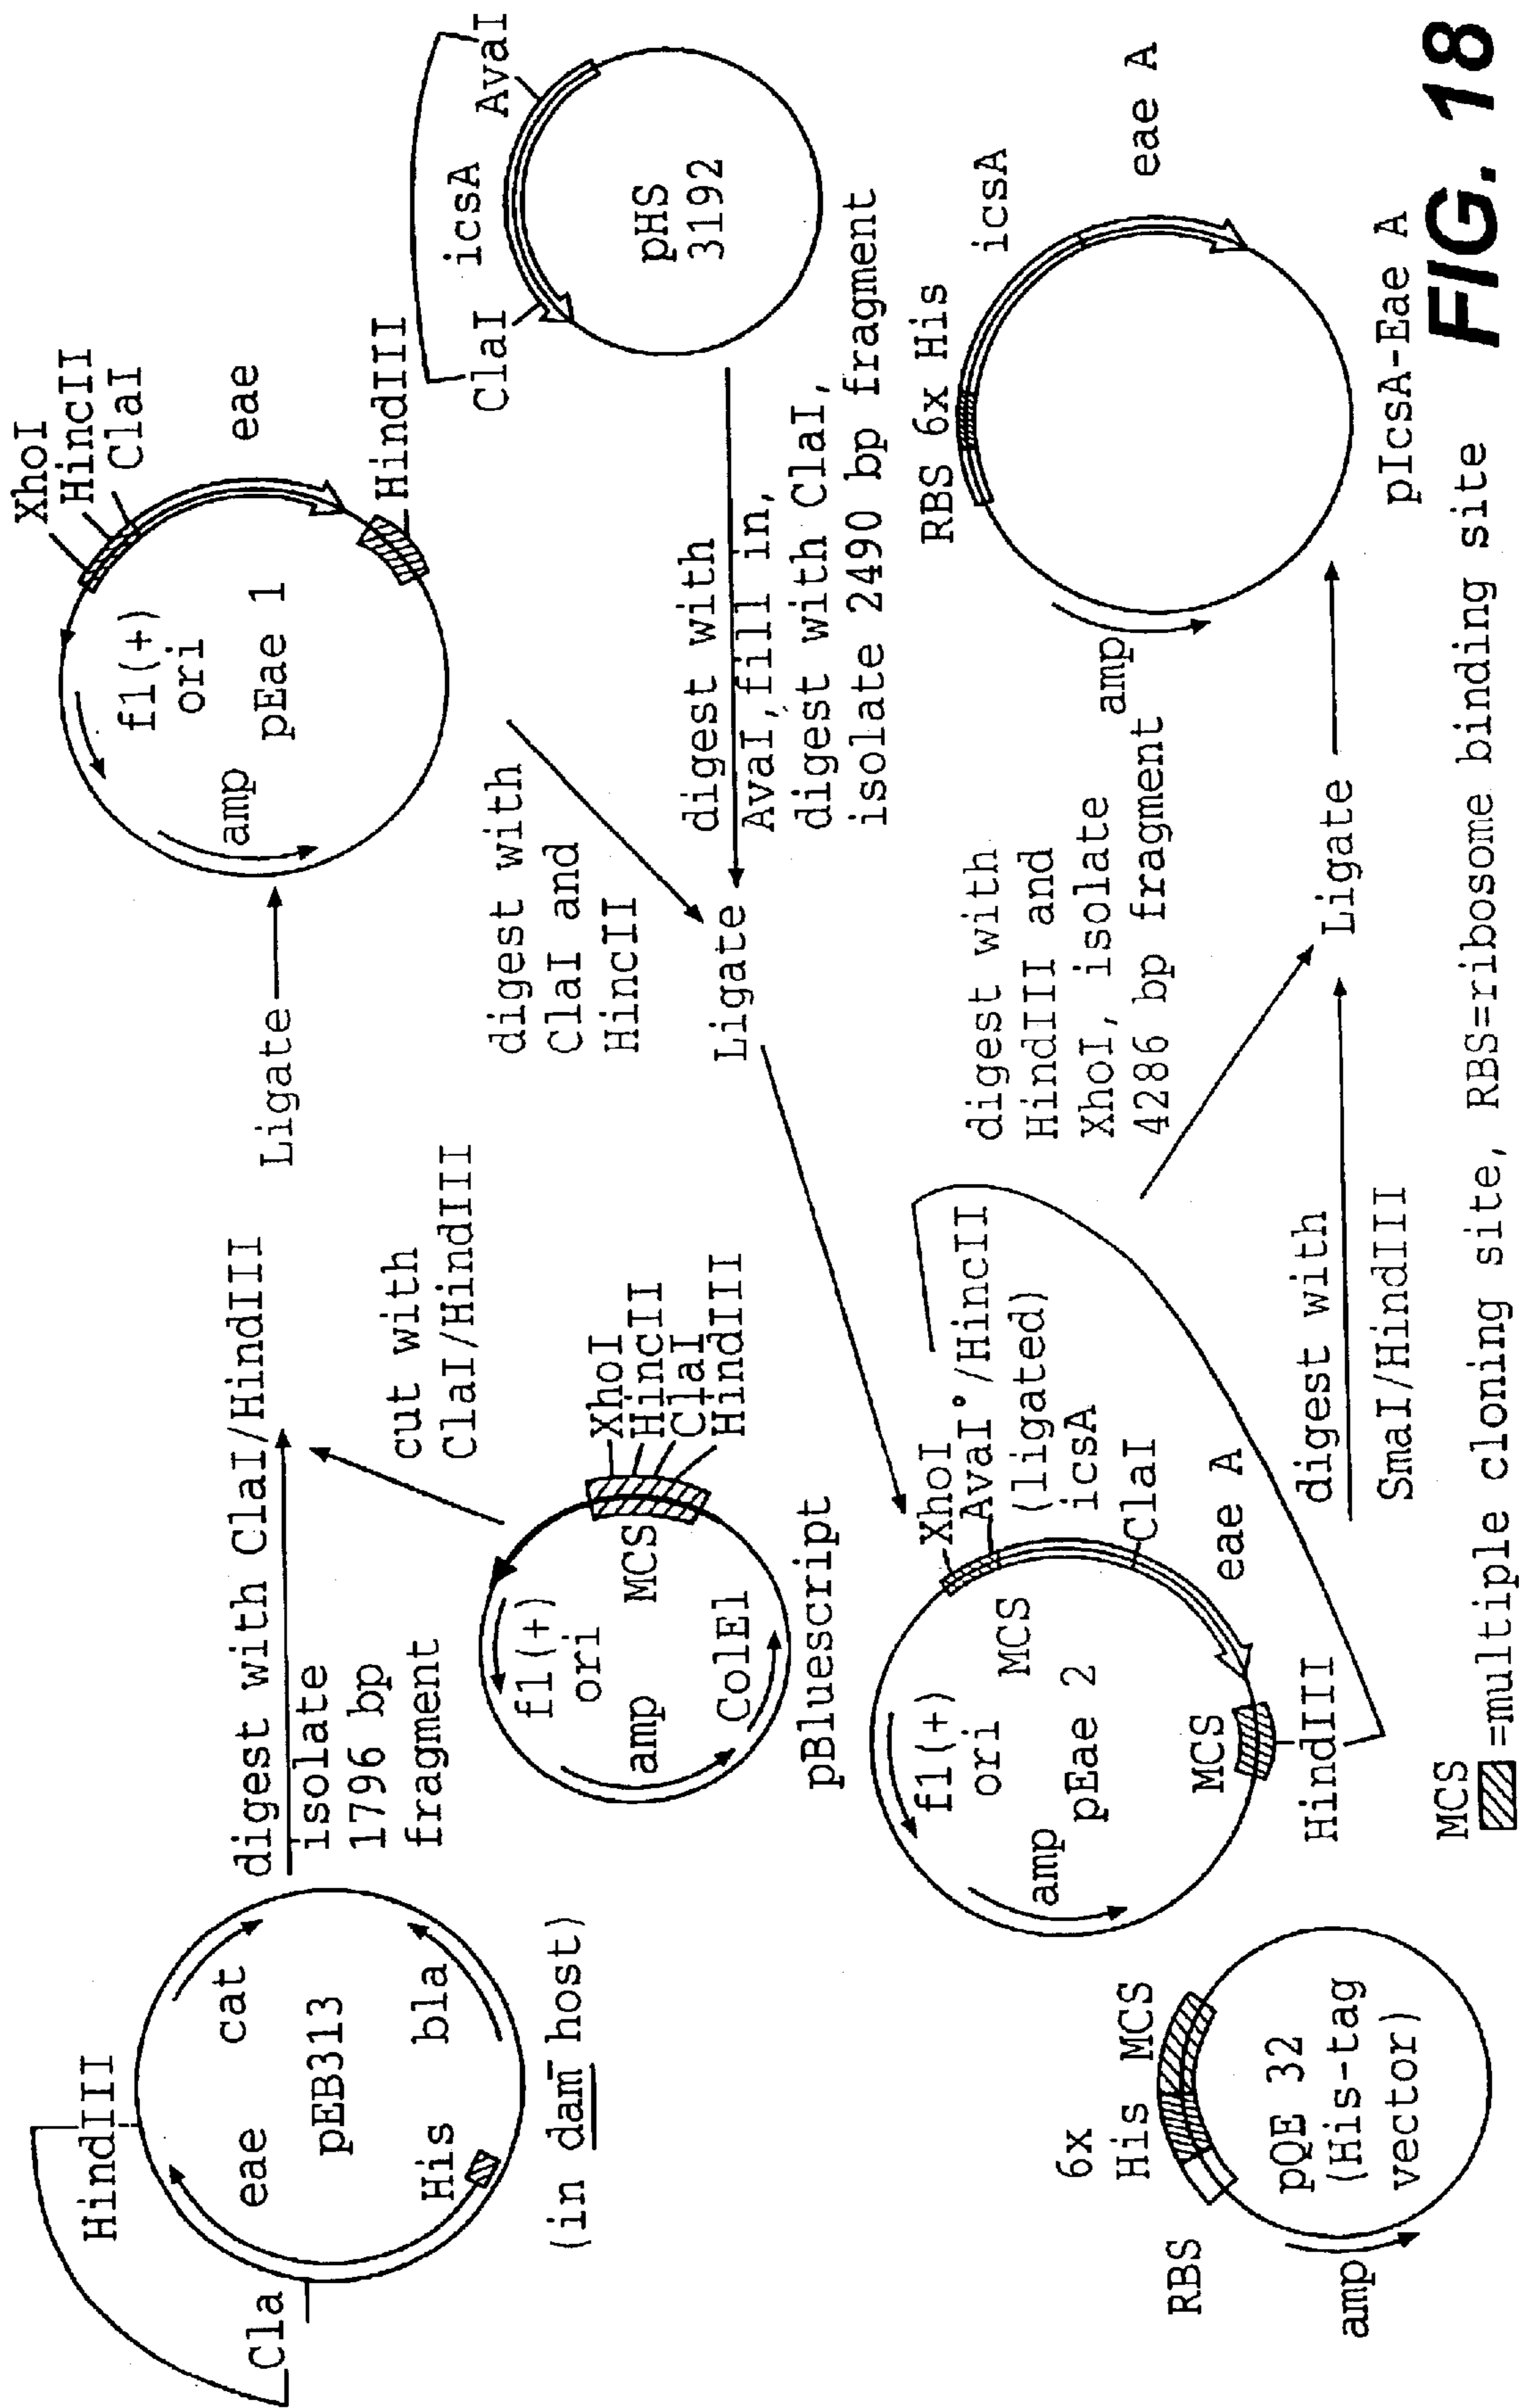 HindIII
Cla
eae
cat
pEB313
His
bla
(in dam⁻ host)
digest with ClaI/HindIII
isolate
1796 bp
fragment
cut with
ClaI/HindIII
f1(+)
ori
MCS
amp
ColE1
XhoI
HincII
ClaI
HindIII
pBluescript
Ligate
XhoI
HincII
ClaI
eae
HindIII
f1(+)
ori
pEae 1
amp
digest with
ClaI and
HincII
Ligate
ClaI
icsA
AvaI
pHS
3192
digest with
AvaI, fill in,
digest with ClaI,
isolate 2490 bp fragment
XhoI
AvaI°/HincII
(ligated)
icsA
ClaI
eae A
f1(+)
ori
MCS
pEae 2
amp
MCS
HindIII
digest with
HindIII and
XhoI, isolate
4286 bp fragment
6x
His
MCS
RBS
pQE 32
(His-tag
vector)
amp
digest with
SmaI/HindIII
Ligate
RBS 6x His
icsA
eae A
amp
pIcsA-Eae A
MCS
=multiple cloning site, RBS=ribosome binding site
FIG. 18